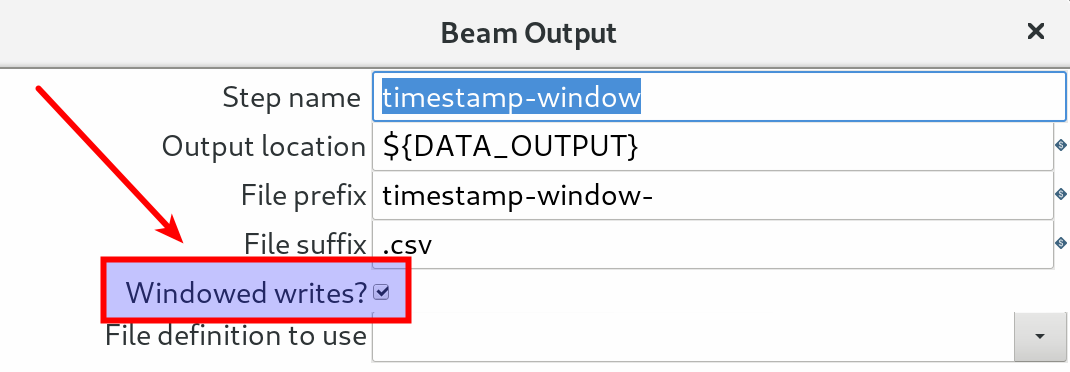 Beam Output
Step name timestamp-window
Output location ${DATA_OUTPUT}
File prefix timestamp-window-
File suffix .csv
Windowed writes?
File definition to use